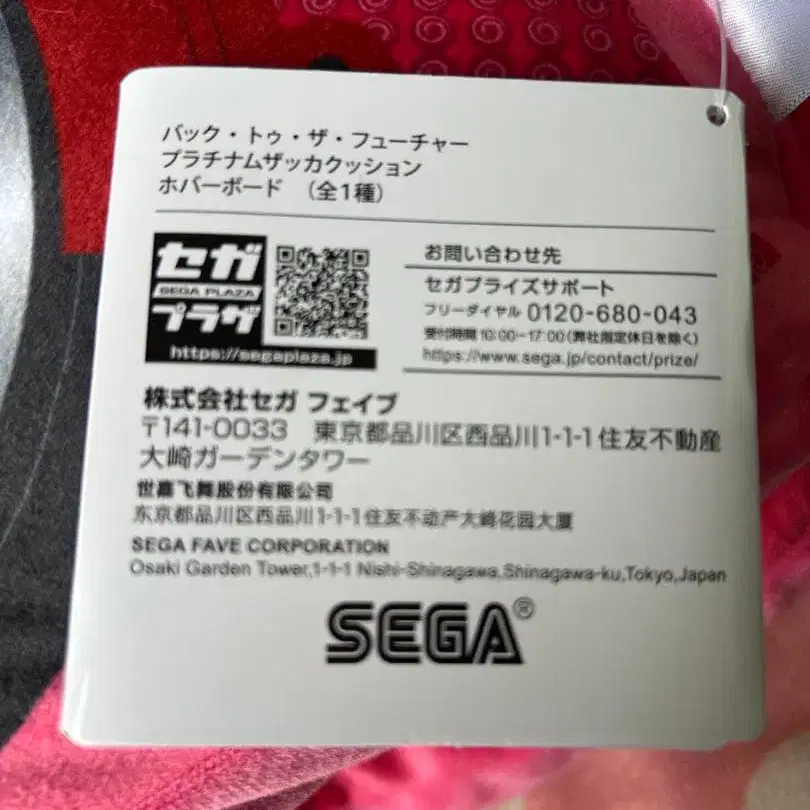 バック・トゥ・ザ・フューチャー
プラチナムザッカクッション
ホバーボード （全1種）
セガ
SEGA PLAZA
プラザ
https://segaplaza.jp
お問い合わせ先
セガプライズサポート
フリーダイヤル 0120-680-043
受付時間 10:00~17:00（弊社指定休日を除く）
https://www.sega.jp/contact/prize/
株式会社セガ フェイブ
〒141-0033 東京都品川区西品川1-1-1住友不動産
大崎ガーデンタワー
世嘉飞舞股份有限公司
东京都品川区西品川1-1-1住友不动产大崎花园大厦
SEGA FAVE CORPORATION
Osaki Garden Tower,1-1-1 Nishi-Shinagawa,Shinagawa-ku,Tokyo,Japan
SEGA®